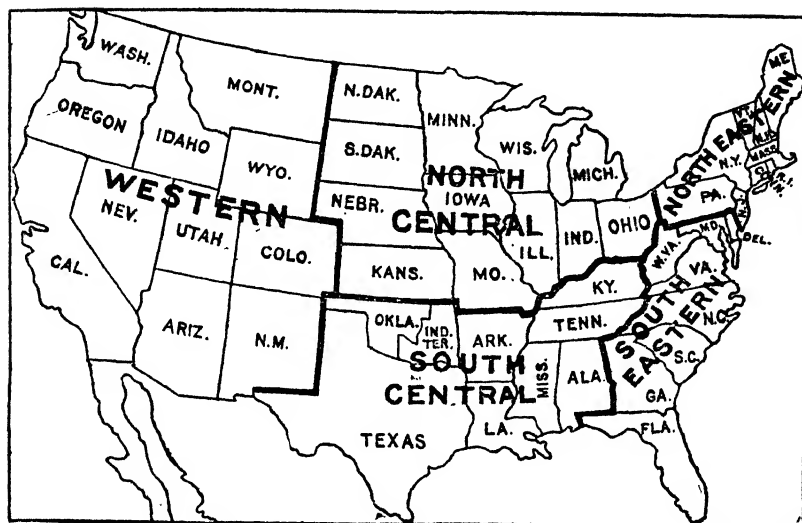 WASH.
MONT.
N.DAK.
MINN.
ME.
OREGON
IDAHO
S.DAK.
WIS.
MICH.
VT.
N.H.
N.Y.
MASS.
R.I.
WYO.
NORTH EASTERN
WESTERN
NORTH
CENTRAL
NEBR.
IOWA
PA.
N.J.
NEV.
UTAH
COLO.
ILL.
IND.
OHIO
MD.
DEL.
W.VA.
VA.
CAL.
KANS.
MO.
KY.
ARIZ.
N.M.
OKLA.
IND.
TER.
ARK.
TENN.
N.C.
S.C.
SOUTH
EASTERN
SOUTH
CENTRAL
MISS.
ALA.
GA.
TEXAS
LA.
FLA.